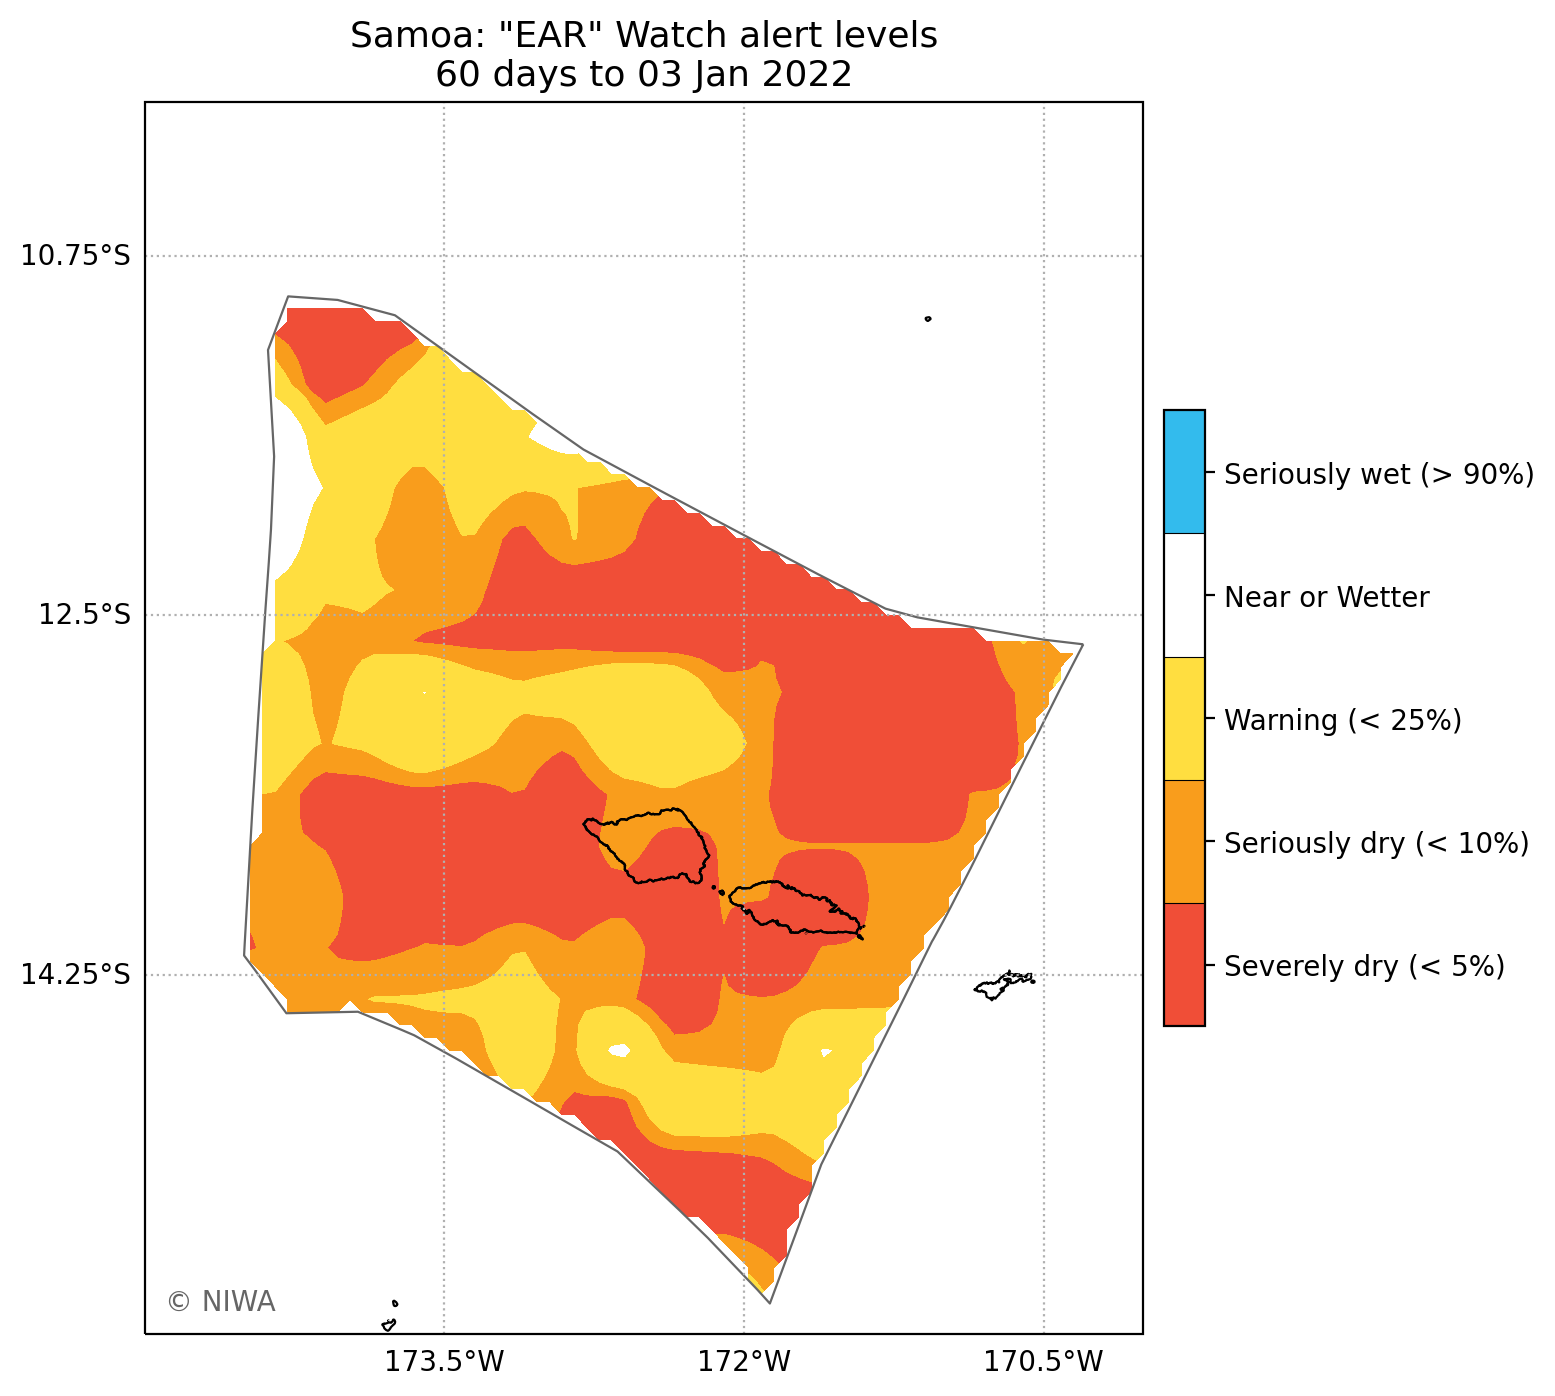 Samoa: "EAR" Watch alert levels
60 days to 03 Jan 2022
10.75°S
12.5°S
14.25°S
173.5°W
172°W
170.5°W
Seriously wet (> 90%)
Near or Wetter
Warning (< 25%)
Seriously dry (< 10%)
Severely dry (< 5%)
© NIWA